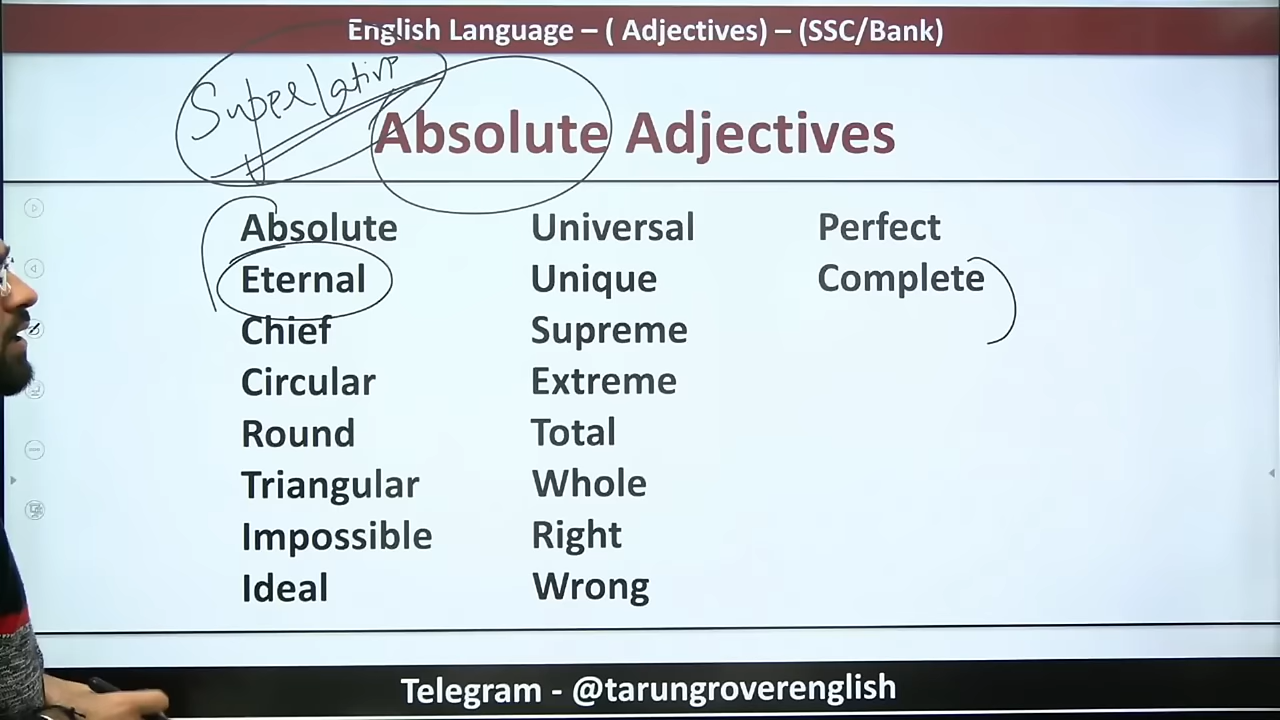 English Language – ( Adjectives) – (SSC/Bank)
Superlative
Absolute Adjectives
Absolute Universal Perfect
Eternal Unique Complete
Chief Supreme
Circular Extreme
Round Total
Triangular Whole
Impossible Right
Ideal Wrong
Telegram - @tarungroverenglish